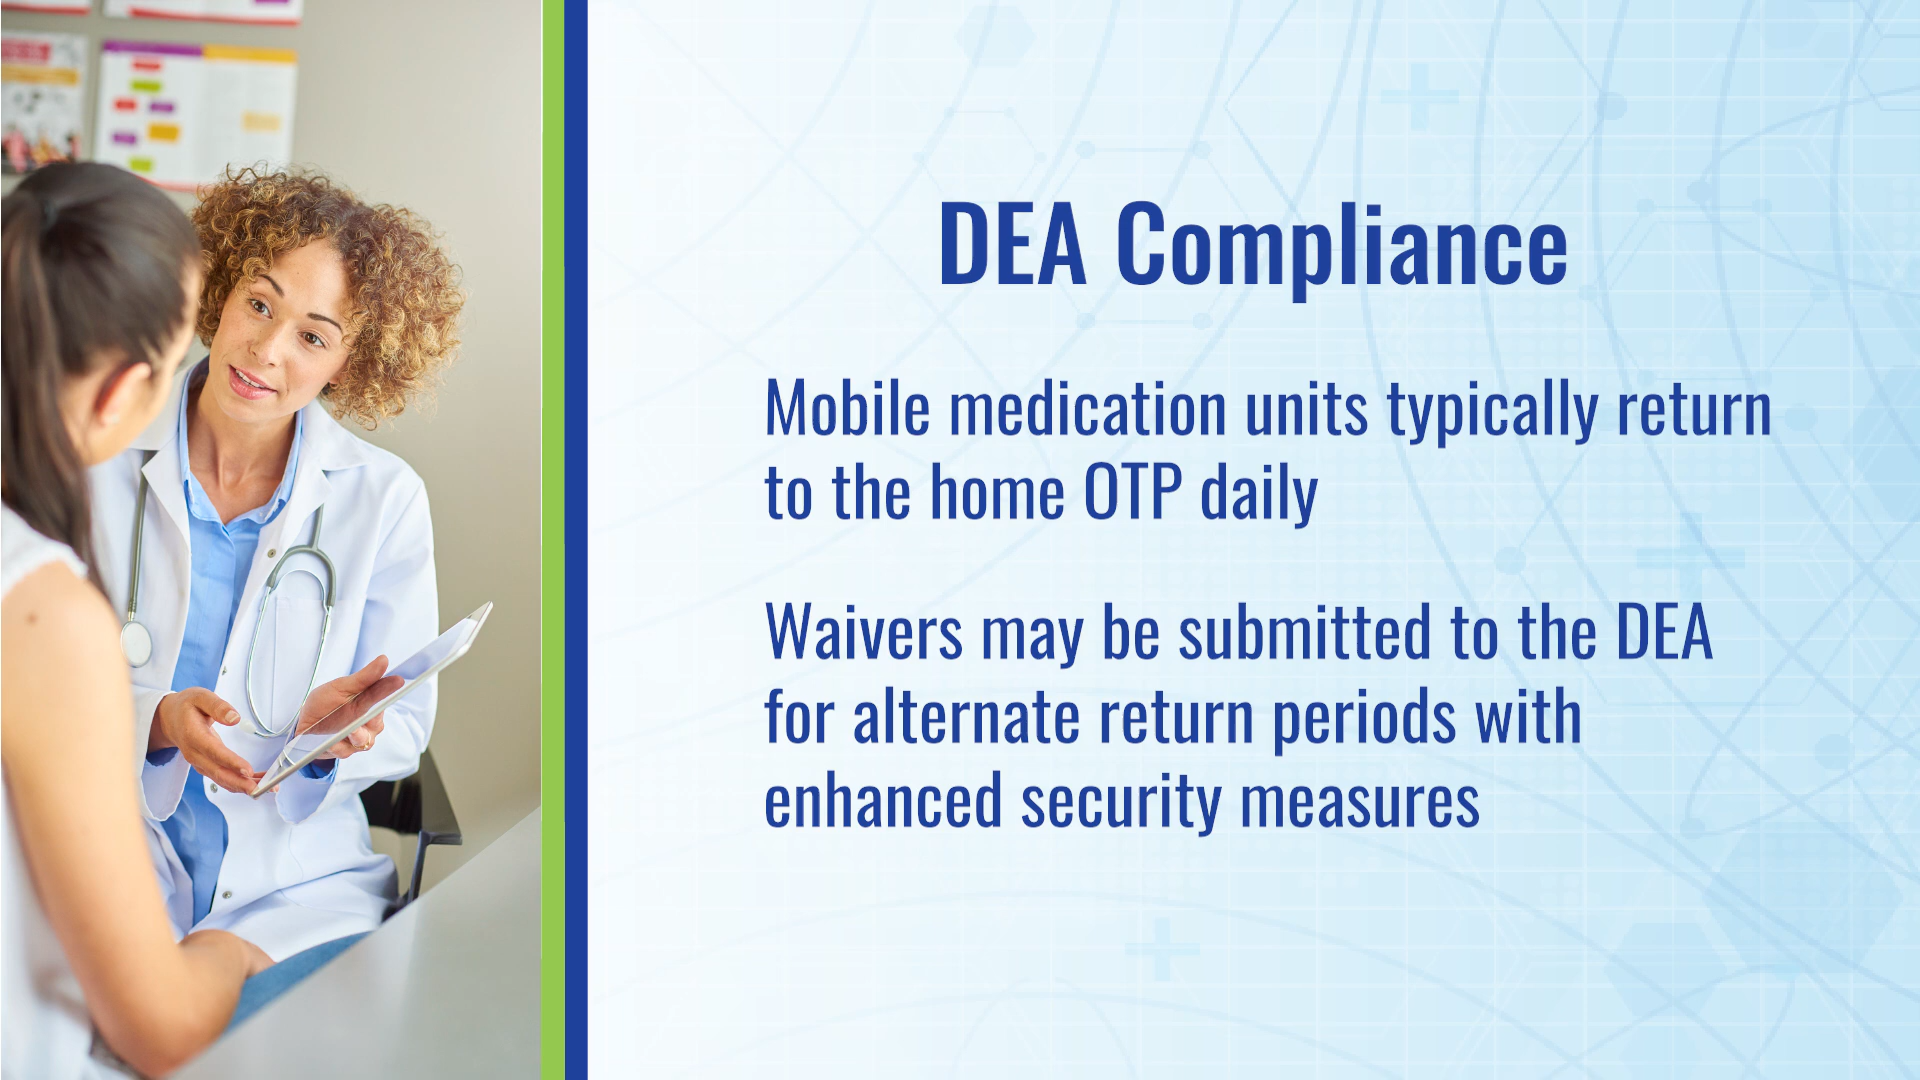 DEA Compliance
Mobile medication units typically return
to the home OTP daily
Waivers may be submitted to the DEA
for alternate return periods with
enhanced security measures